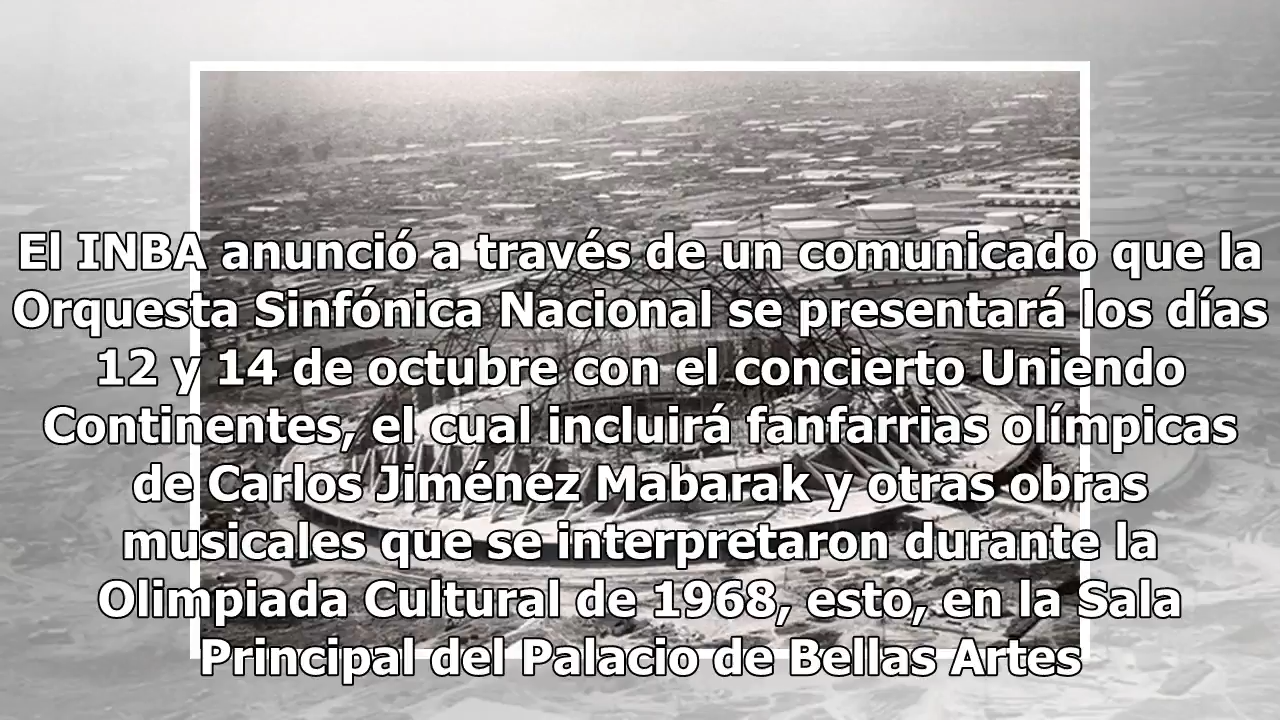 El INBA anunció a través de un comunicado que la
Orquesta Sinfónica Nacional se presentará los días
12 y 14 de octubre con el concierto Uniendo
Continentes, el cual incluirá fanfarrias olímpicas
de Carlos Jiménez Mabarak y otras obras
musicales que se interpretaron durante la
Olimpiada Cultural de 1968, esto, en la Sala
Principal del Palacio de Bellas Artes